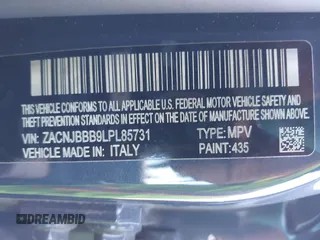 THIS VEHICLE CONFORMS TO ALL APPLICABLE U.S. FEDERAL MOTOR VEHICLE SAFETY, BUMPER,
AND THEFT PREVENTION STANDARDS IN EFFECT ON THE DATE OF MANUFACTURE SHOWN ABOVE
VIN: ZACNJBBB9LPL85731 TYPE: MPV
VEHICLE MADE IN: ITALY PAINT: 435
DREAMBID